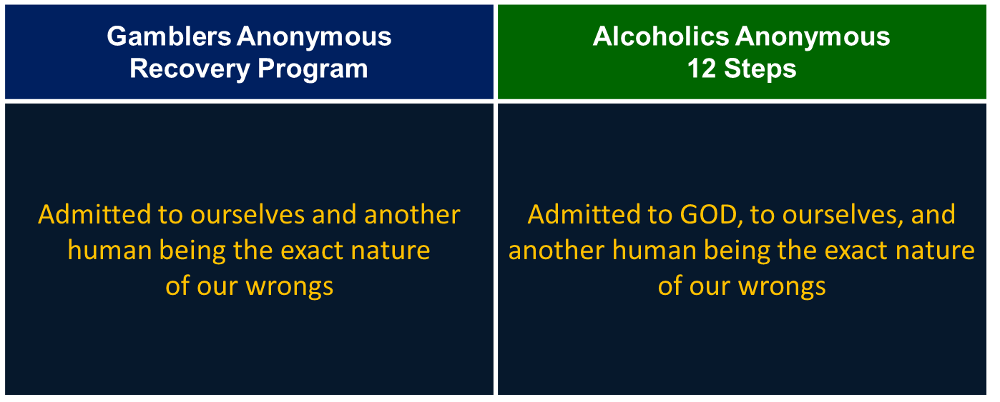 Gamblers Anonymous
Recovery Program
Alcoholics Anonymous
12 Steps
Admitted to ourselves and another
human being the exact nature
of our wrongs
Admitted to GOD, to ourselves, and
another human being the exact nature
of our wrongs